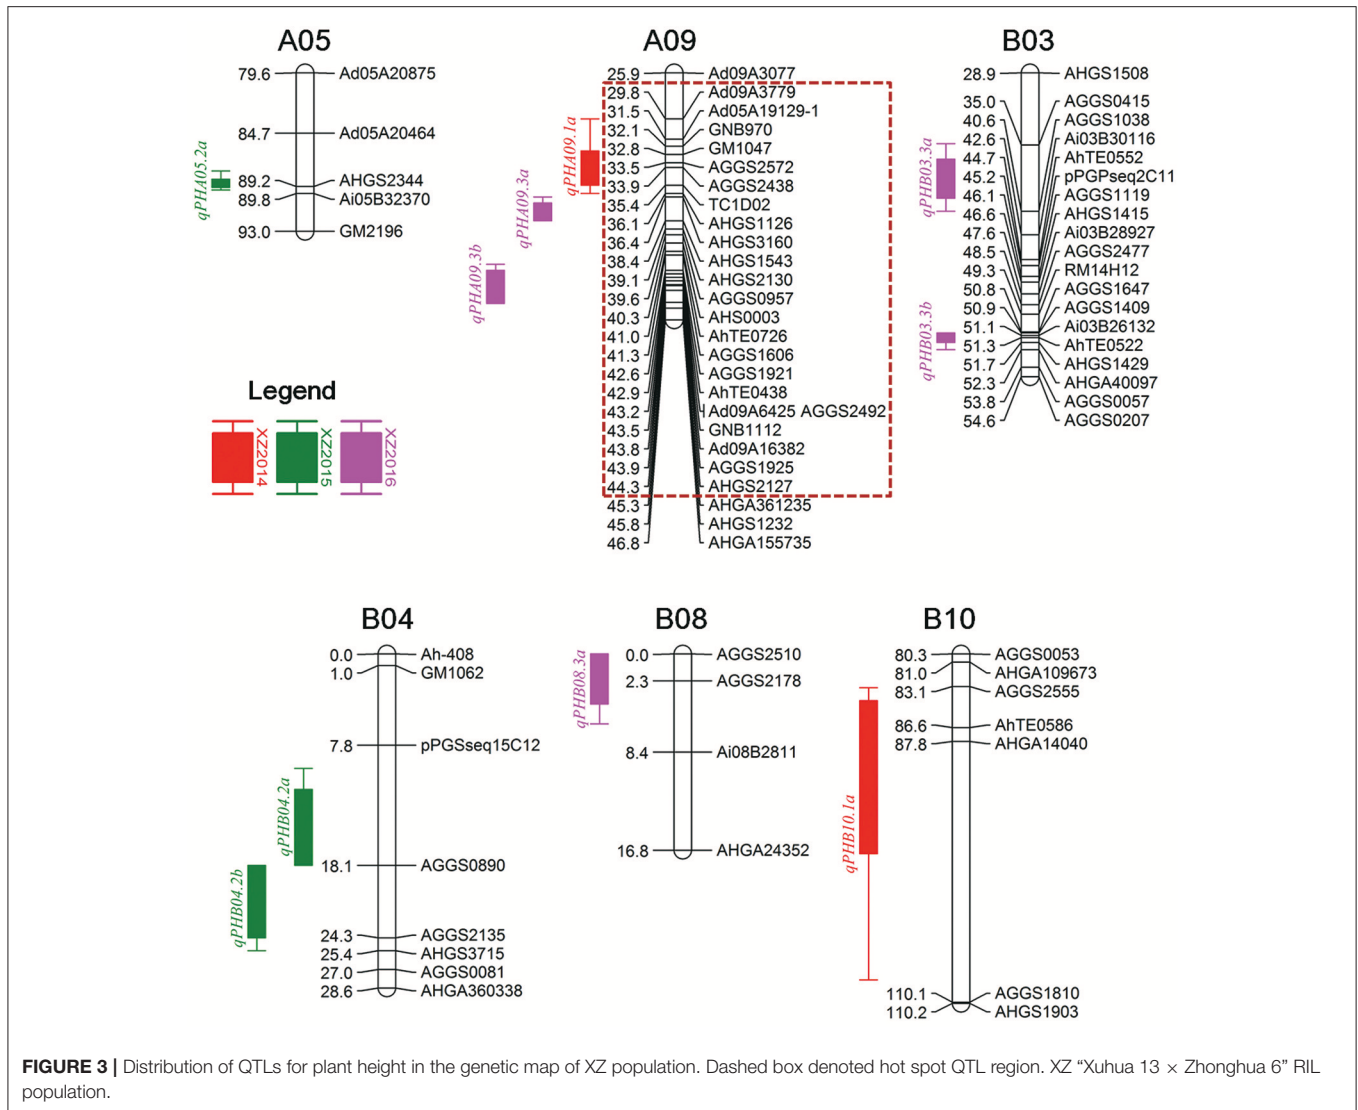 A05
79.6 Ad05A20875
84.7 Ad05A20464
89.2 AHGS2344
89.8 Ai05B32370
93.0 GM2196
qPHA05.2a
A09
25.9 Ad09A3077
29.8 Ad09A3779
31.5 Ad05A19129-1
32.1 GNB970
32.8 GM1047
33.5 AGGS2572
33.9 AGGS2438
35.4 TC1D02
36.1 AHGS1126
36.4 AHGS3160
38.4 AHGS1543
39.1 AHGS2130
39.6 AGGS0957
40.3 AHS0003
41.0 AhTE0726
41.3 AGGS1606
42.6 AGGS1921
42.9 AhTE0438
43.2 Ad09A6425 AGGS2492
43.5 GNB1112
43.8 Ad09A16382
43.9 AGGS1925
44.3 AHGS2127
45.3 AHGA361235
45.8 AHGS1232
46.8 AHGA155735
qPHA09.1a
qPHA09.3a
qPHA09.3b
B03
28.9 AHGS1508
35.0 AGGS0415
40.6 AGGS1038
42.6 Ai03B30116
44.7 AhTE0552
45.2 pPGPseq2C11
46.1 AGGS1119
46.6 AHGS1415
47.6 Ai03B28927
48.5 AGGS2477
49.3 RM14H12
50.8 AGGS1647
50.9 AGGS1409
51.1 Ai03B26132
51.3 AhTE0522
51.7 AHGS1429
52.3 AHGA40097
53.8 AGGS0057
54.6 AGGS0207
qPHB03.3a
qPHB03.3b
Legend
XZ2014
XZ2015
XZ2016
B04
0.0 Ah-408
1.0 GM1062
7.8 pPGSseq15C12
18.1 AGGS0890
24.3 AGGS2135
25.4 AHGS3715
27.0 AGGS0081
28.6 AHGA360338
qPHB04.2a
qPHB04.2b
B08
0.0 AGGS2510
2.3 AGGS2178
8.4 Ai08B2811
16.8 AHGA24352
qPHB08.3a
B10
80.3 AGGS0053
81.0 AHGA109673
83.1 AGGS2555
86.6 AhTE0586
87.8 AHGA14040
110.1 AGGS1810
110.2 AHGS1903
qPHB10.1a
FIGURE 3 | Distribution of QTLs for plant height in the genetic map of XZ population. Dashed box denoted hot spot QTL region. XZ “Xuhua 13 × Zhonghua 6” RIL
population.